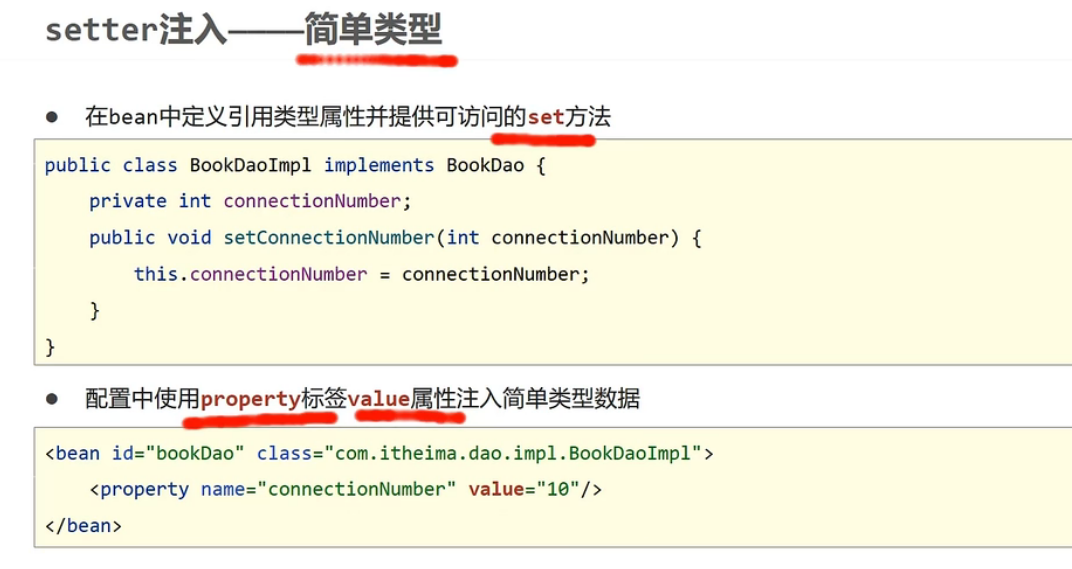 setter注入————简单类型
● 在bean中定义引用类型属性并提供可访问的set方法
public class BookDaoImpl implements BookDao {
    private int connectionNumber;
    public void setConnectionNumber(int connectionNumber) {
        this.connectionNumber = connectionNumber;
    }
}
● 配置中使用property标签value属性注入简单类型数据
<bean id="bookDao" class="com.itheima.dao.impl.BookDaoImpl">
    <property name="connectionNumber" value="10"/>
</bean>